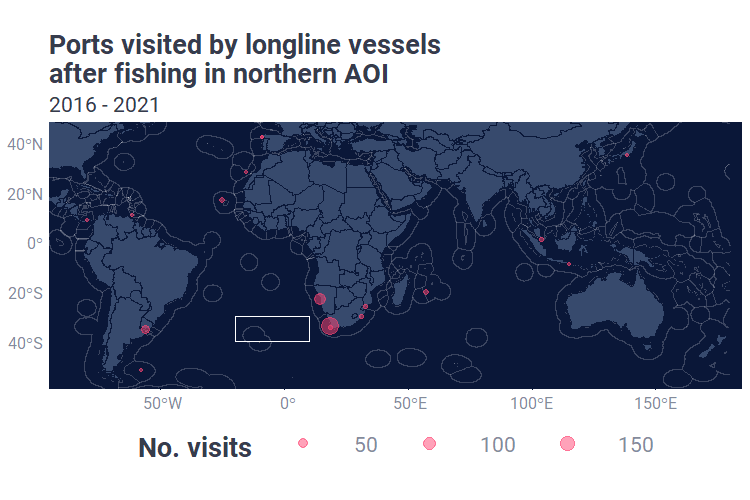 Ports visited by longline vessels
after fishing in northern AOI
2016 - 2021
40°N
20°N
0°
20°S
40°S
50°W 0° 50°E 100°E 150°E
No. visits 50 100 150